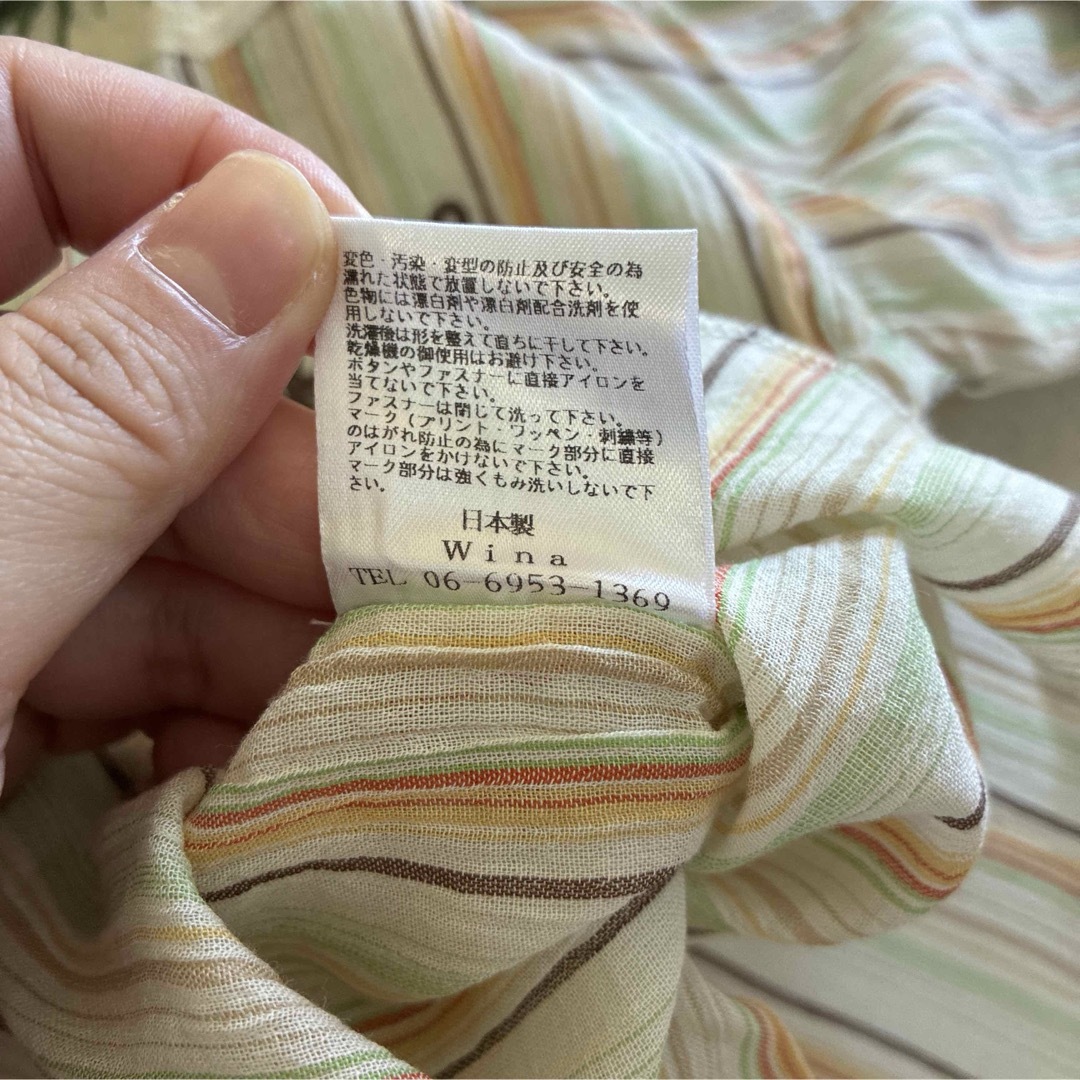 変色・汚染・変型の防止及び安全の為
濡れた状態で放置しないで下さい。
色物には漂白剤や漂白剤配合洗剤を使
用しないで下さい。
洗濯後は形を整えて直ちに干して下さい。
乾燥機の御使用はお避け下さい。
ボタンやファスナーに直接アイロンを
当てないで下さい。
ファスナーは閉じて洗って下さい。
マーク(プリント・ワッペン・刺繍等)
のはがれ防止の為にマーク部分に直接
アイロンをかけないで下さい。
マーク部分は強くもみ洗いしないで下
さい。
日本製
Wina
TEL 06-6953-1369